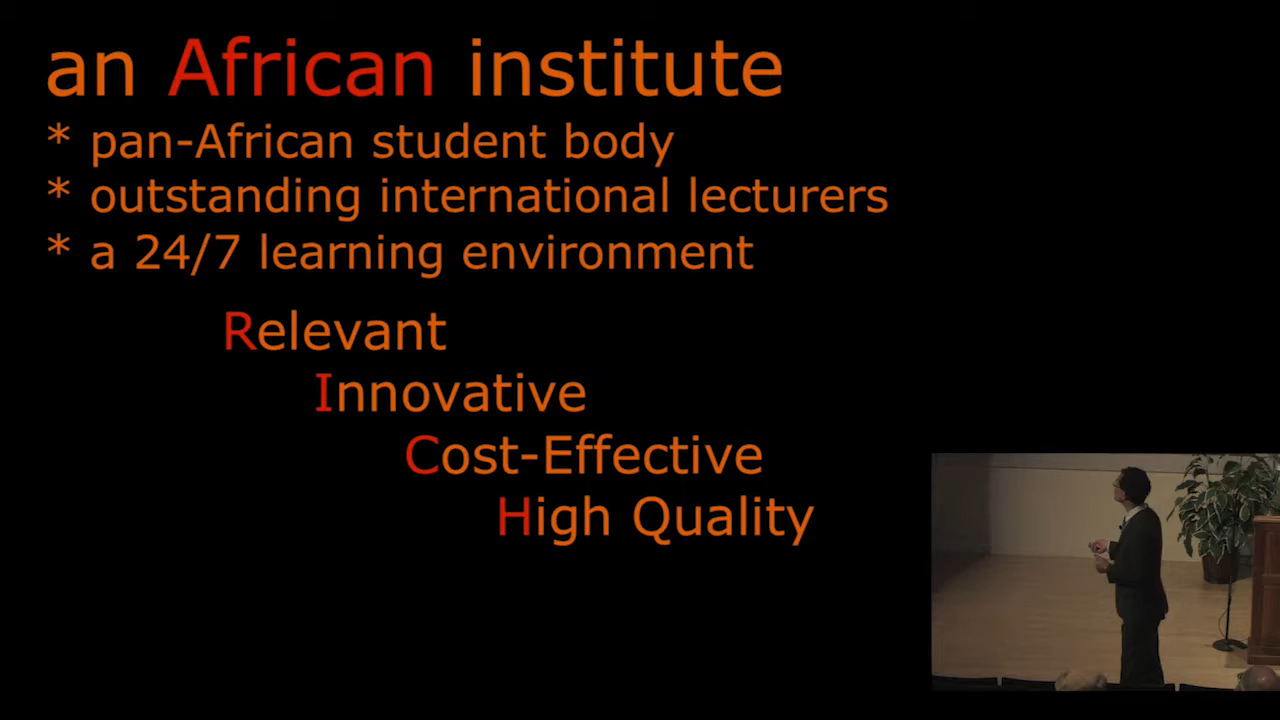 an African institute
* pan-African student body
* outstanding international lecturers
* a 24/7 learning environment
Relevant
Innovative
Cost-Effective
High Quality